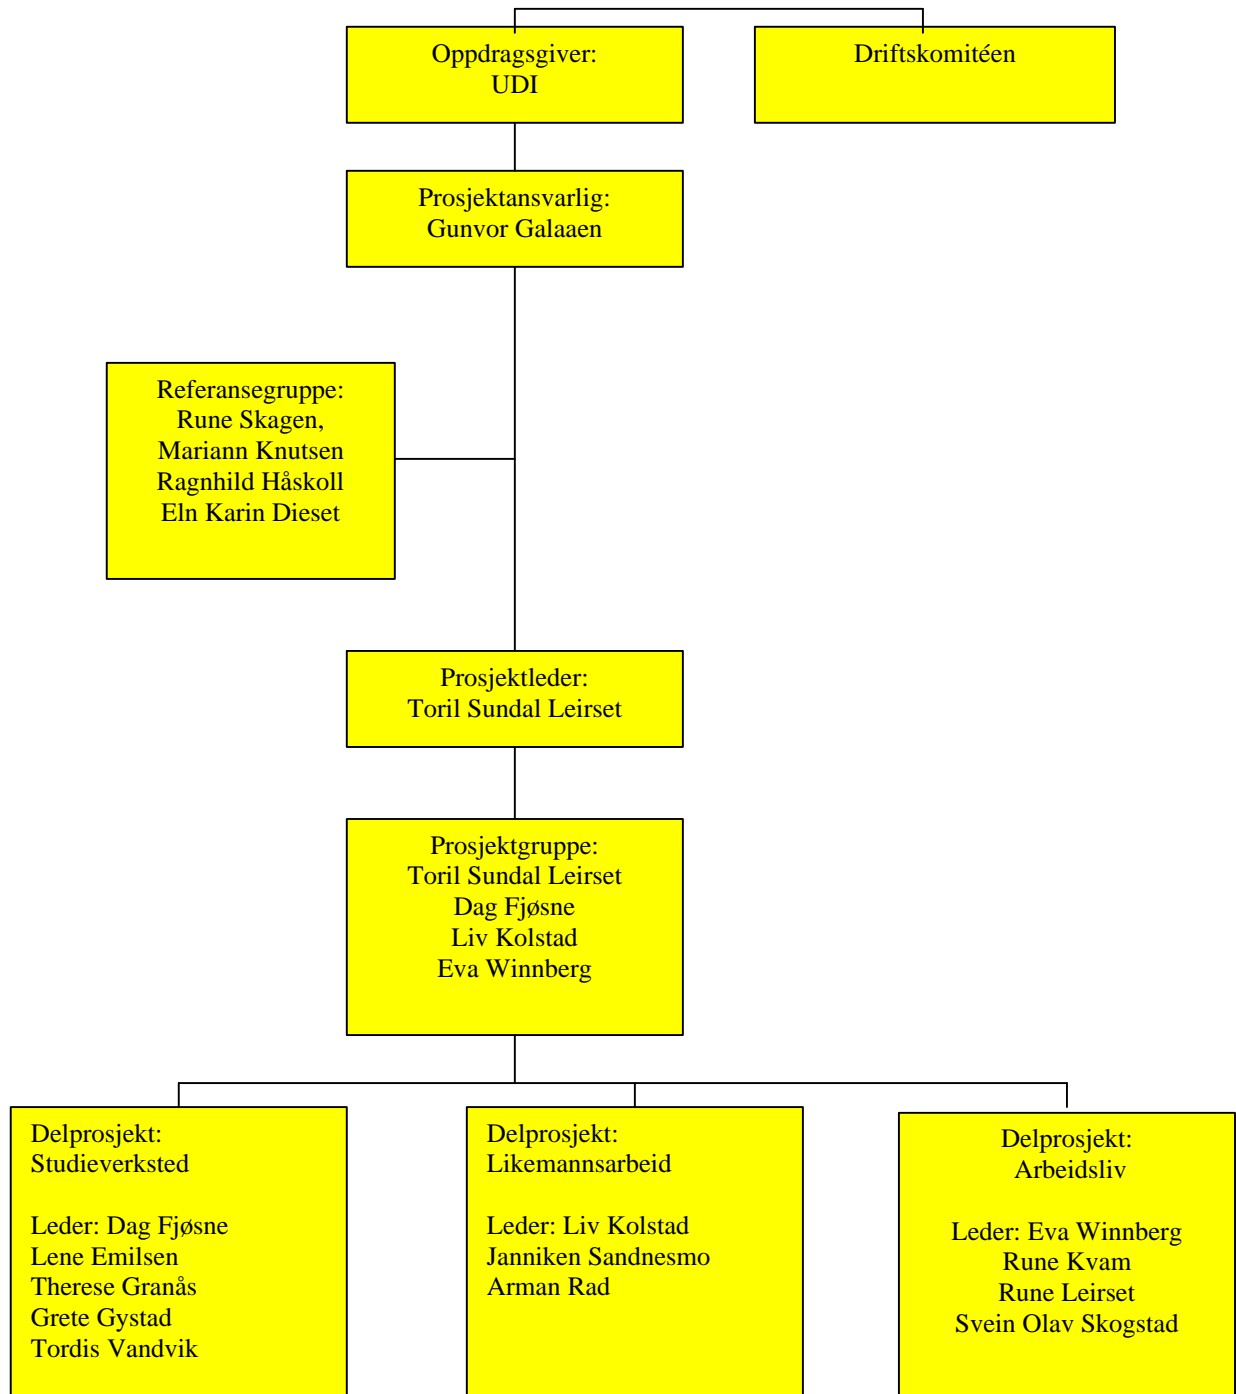 Oppdragsgiver:
UDI
Driftskomitéen
Prosjektansvarlig:
Gunvor Galaaen
Referansegruppe:
Rune Skagen,
Mariann Knutsen
Ragnhild Håskoll
Eln Karin Dieset
Prosjektleder:
Toril Sundal Leirset
Prosjektgruppe:
Toril Sundal Leirset
Dag Fjøsne
Liv Kolstad
Eva Winnberg
Delprosjekt:
Studieverksted
Leder: Dag Fjøsne
Lene Emilsen
Therese Granås
Grete Gystad
Tordis Vandvik
Delprosjekt:
Likemannsarbeid
Leder: Liv Kolstad
Janniken Sandnesmo
Arman Rad
Delprosjekt:
Arbeidsliv
Leder: Eva Winnberg
Rune Kvam
Rune Leirset
Svein Olav Skogstad